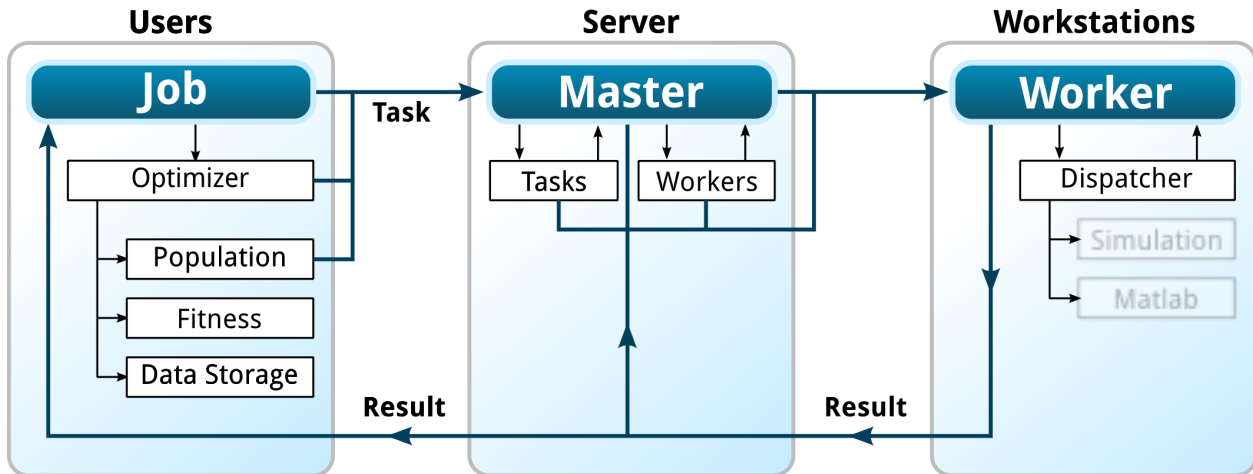 Users
Server
Workstations
Job
Master
Worker
Task
Optimizer
Tasks
Workers
Dispatcher
Population
Simulation
Fitness
Matlab
Data Storage
Result
Result